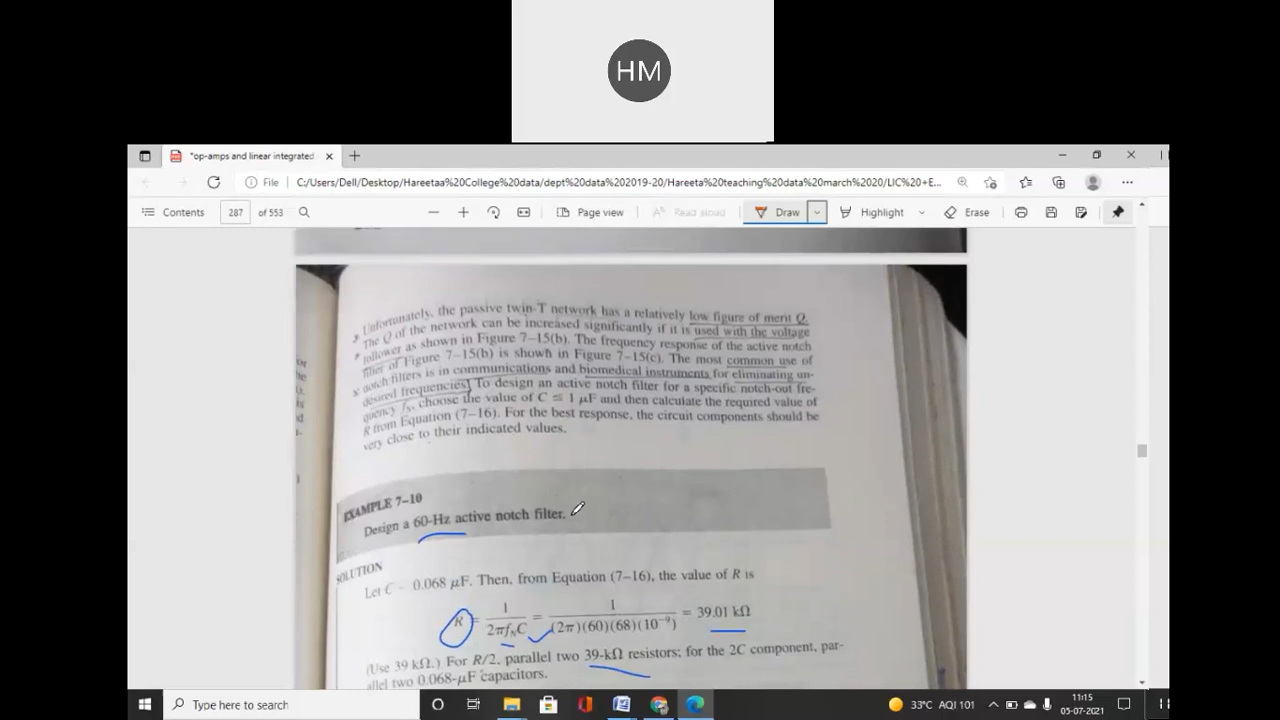 HM
*op-amps and linear integrated
File
C:/Users/Dell/Desktop/Hareetaa%20College%20data/dept%20data%202019-20/Hareeta%20teaching%20data%20march%2020/LIC%20+E...
Contents
287
of 553
Page view
Read aloud
Draw
Highlight
Erase
Unfortunately, the passive twin-T network has a relatively low figure of merit Q.
The Q of the network can be increased significantly if it is used with the voltage
follower as shown in Figure 7–15(b). The frequency response of the active notch
filter of Figure 7–15(b) is shown in Figure 7–15(c). The most common use of
notch filters is in communications and biomedical instruments for eliminating un-
desired frequencies. To design an active notch filter for a specific notch-out fre-
quency fN, choose the value of C ≤ 1 μF and then calculate the required value of
R from Equation (7–16). For the best response, the circuit components should be
very close to their indicated values.
EXAMPLE 7–10
Design a 60-Hz active notch filter.
SOLUTION
Let C = 0.068 μF. Then, from Equation (7–16), the value of R is
R = 1 / 2πfNC = 1 / (2π)(60)(68)(10⁻⁹) = 39.01 kΩ
(Use 39 kΩ.) For R/2, parallel two 39-kΩ resistors; for the 2C component, par-
allel two 0.068-μF capacitors.
Type here to search
33°C AQI 101
11:15
05-07-2021